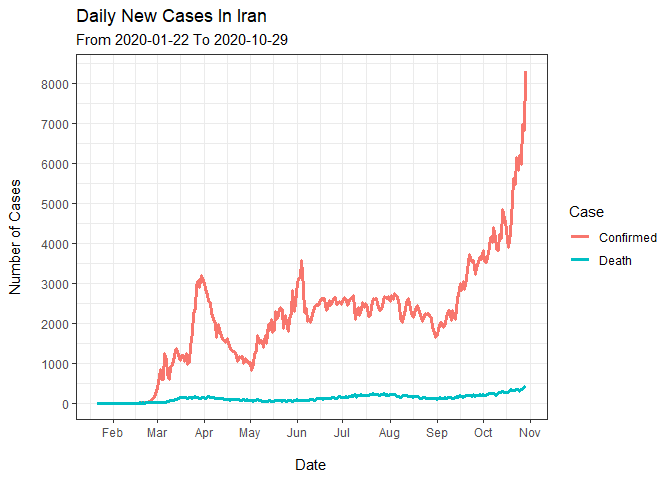 Daily New Cases In Iran
From 2020-01-22 To 2020-10-29
8000
7000
6000
5000
4000
3000
2000
1000
0
Number of Cases
Feb Mar Apr May Jun Jul Aug Sep Oct Nov
Date
Case
Confirmed
Death